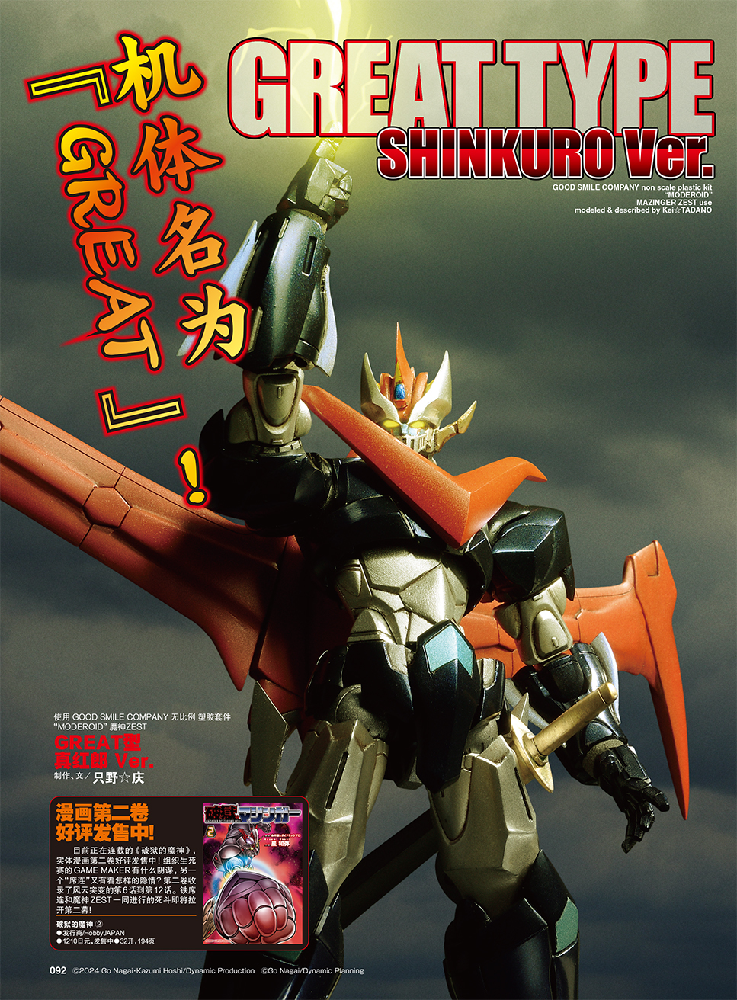 GREAT TYPE
SHINKURO Ver.
GOOD SMILE COMPANY non scale plastic kit
“MODEROID”
MAZINGER ZEST use
modeled & described by Kei☆TADANO
机体名为
『GREAT』！
使用 GOOD SMILE COMPANY 无比例 塑胶套件
“MODEROID” 魔神ZEST
GREAT型
真红郎 Ver.
制作、文／只野☆庆
漫画第二卷
好评发售中!
目前正在连载的《破狱的魔神》，
实体漫画第二卷好评发售中！组织生死
赛的GAME MAKER有什么阴谋，另一
个“席连”又有着怎样的隐情？第二卷收
录了风云突变的第6话到第12话。铁席
连和魔神ZEST一同进行的死斗即将拉
开第二幕！
破狱的魔神②
●发行商/HobbyJAPAN
●1210日元，发售中●32开，194页
破獄のマジンガー
2
星 和弥
092 ©2024 Go Nagai・Kazumi Hoshi/Dynamic Production ©Go Nagai/Dynamic Planning